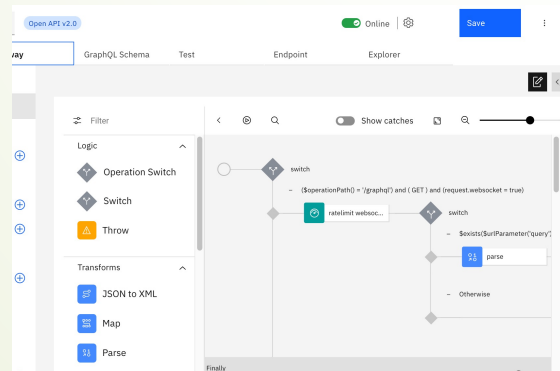 Open API v2.0
Online
Save
way
GraphQL Schema
Test
Endpoint
Explorer
Filter
Show catches
Logic
Operation Switch
Switch
Throw
Transforms
JSON to XML
Map
Parse
switch
– ($operationPath() = '/graphql') and ( GET ) and (request.websocket = true)
ratelimit websoc...
switch
– $exists($urlParameter('query')
parse
– Otherwise
Finally